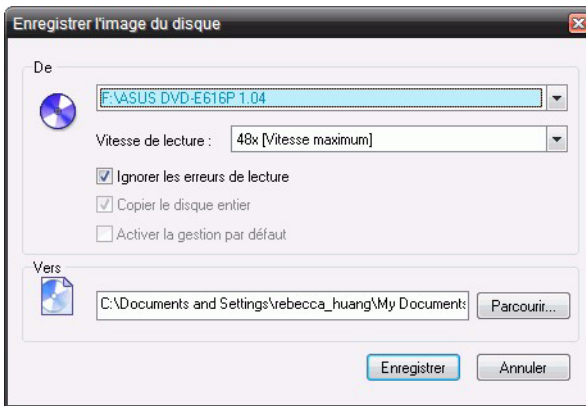 Enregistrer l'image du disque
De
F:\ASUS DVD-E616P 1.04
Vitesse de lecture :
48x [Vitesse maximum]
Ignorer les erreurs de lecture
Copier le disque entier
Activer la gestion par défaut
Vers
C:\Documents and Settings\rebecca_huang\My Documents
Parcourir...
Enregistrer
Annuler